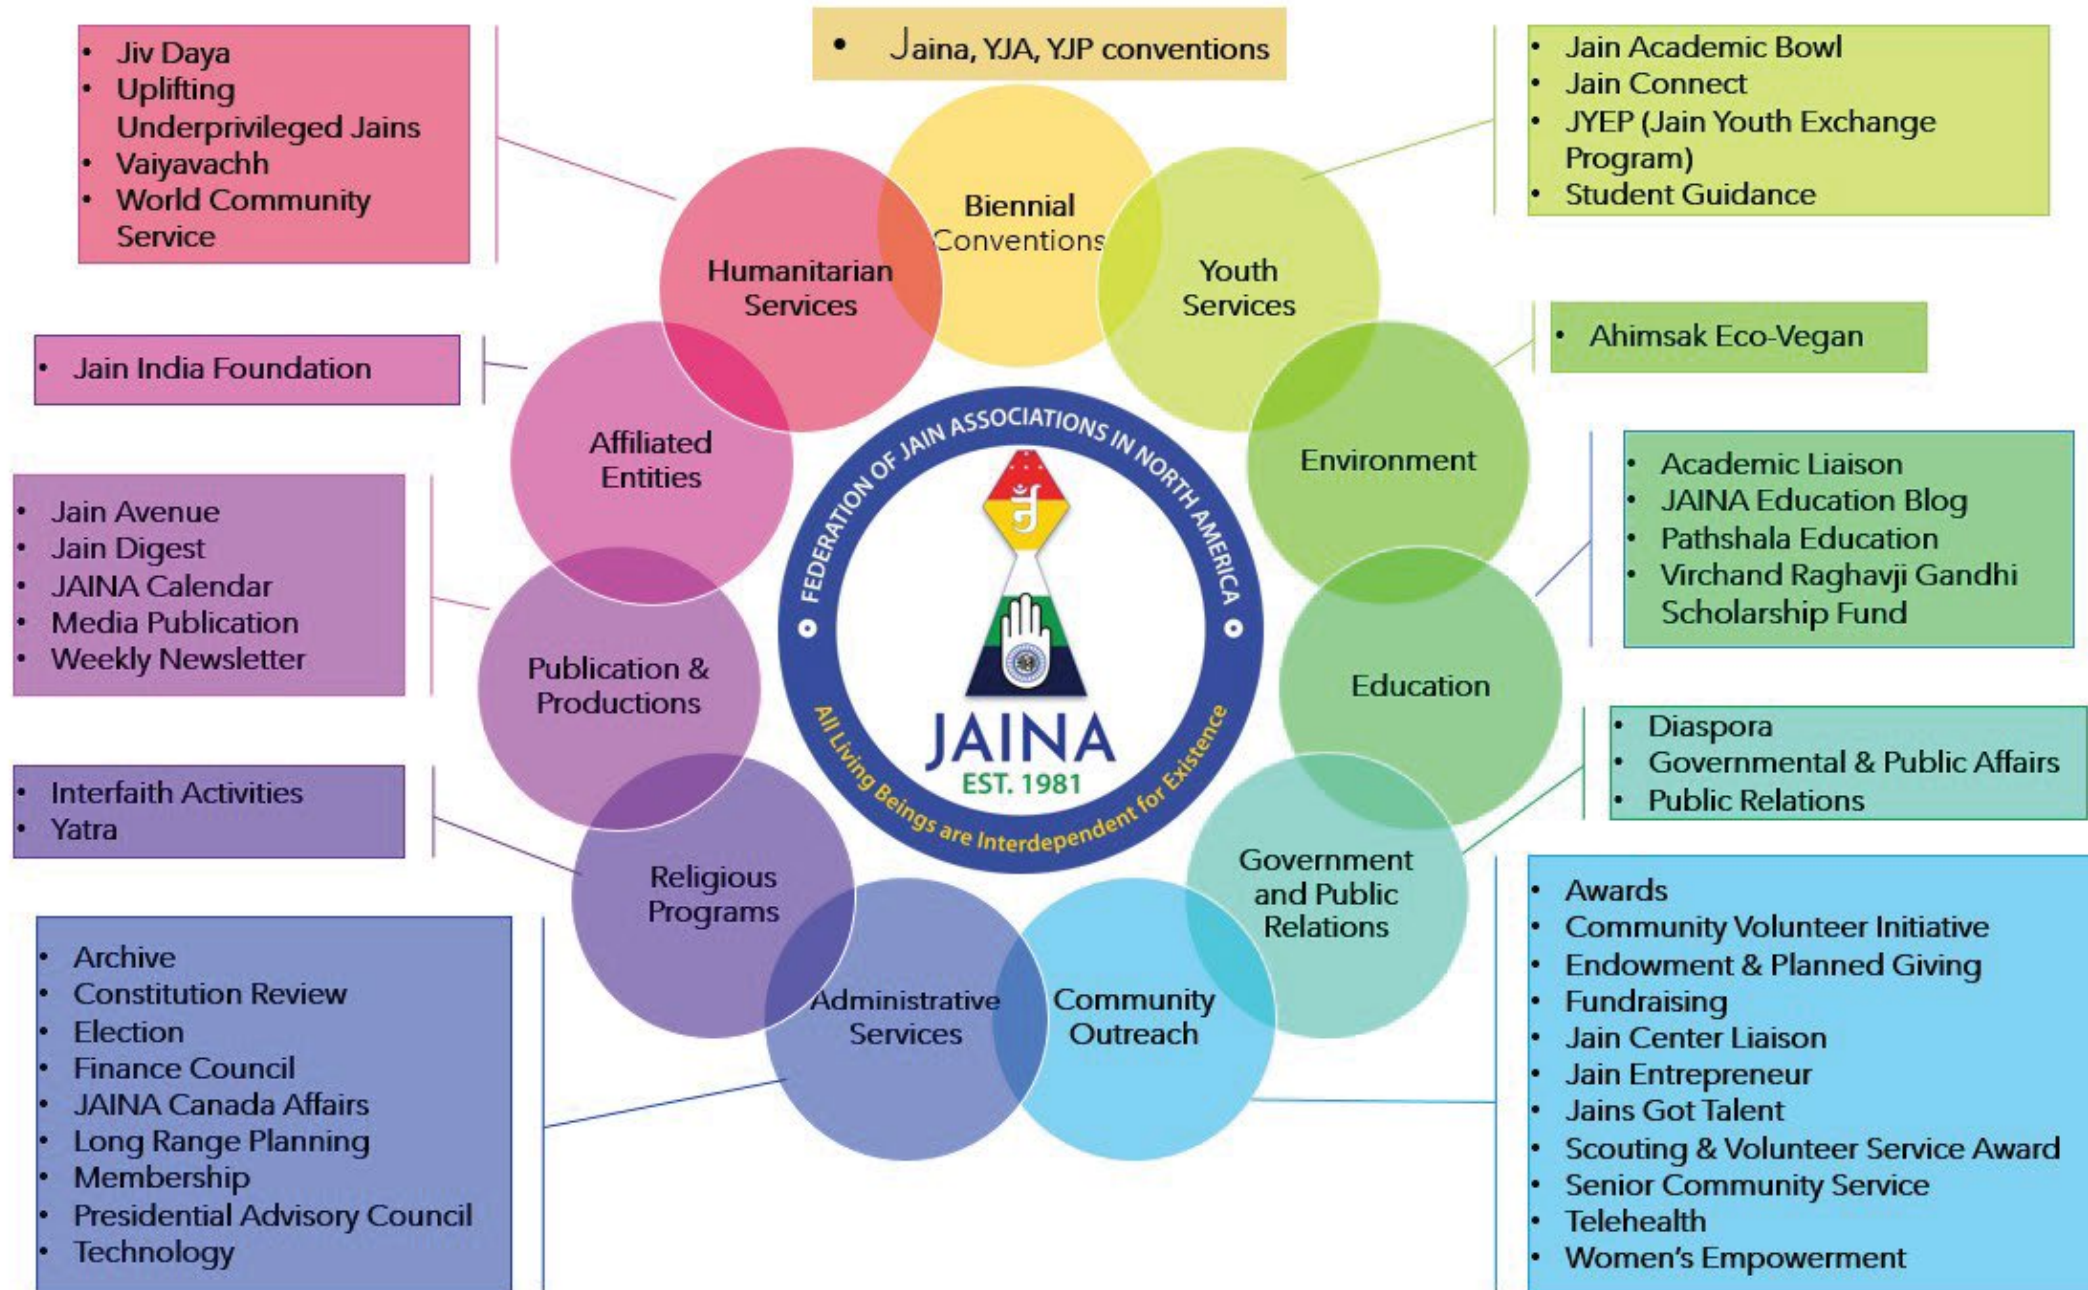 • Jaina, YJA, YJP conventions
• Jiv Daya
• Uplifting
Underprivileged Jains
• Vaiyavachh
• World Community
Service
• Jain India Foundation
• Jain Avenue
• Jain Digest
• JAINA Calendar
• Media Publication
• Weekly Newsletter
• Interfaith Activities
• Yatra
• Archive
• Constitution Review
• Election
• Finance Council
• JAINA Canada Affairs
• Long Range Planning
• Membership
• Presidential Advisory Council
• Technology
Biennial
Conventions
Humanitarian
Services
Youth
Services
Affiliated
Entities
Environment
Publication &
Productions
Education
Religious
Programs
Government
and Public
Relations
Administrative
Services
Community
Outreach
FEDERATION OF JAIN ASSOCIATIONS IN NORTH AMERICA
JAINA
EST. 1981
All Living Beings are Interdependent for Existence
• Jain Academic Bowl
• Jain Connect
• JYEP (Jain Youth Exchange
Program)
• Student Guidance
• Ahimsak Eco-Vegan
• Academic Liaison
• JAINA Education Blog
• Pathshala Education
• Virchand Raghavji Gandhi
Scholarship Fund
• Diaspora
• Governmental & Public Affairs
• Public Relations
• Awards
• Community Volunteer Initiative
• Endowment & Planned Giving
• Fundraising
• Jain Center Liaison
• Jain Entrepreneur
• Jains Got Talent
• Scouting & Volunteer Service Award
• Senior Community Service
• Telehealth
• Women's Empowerment